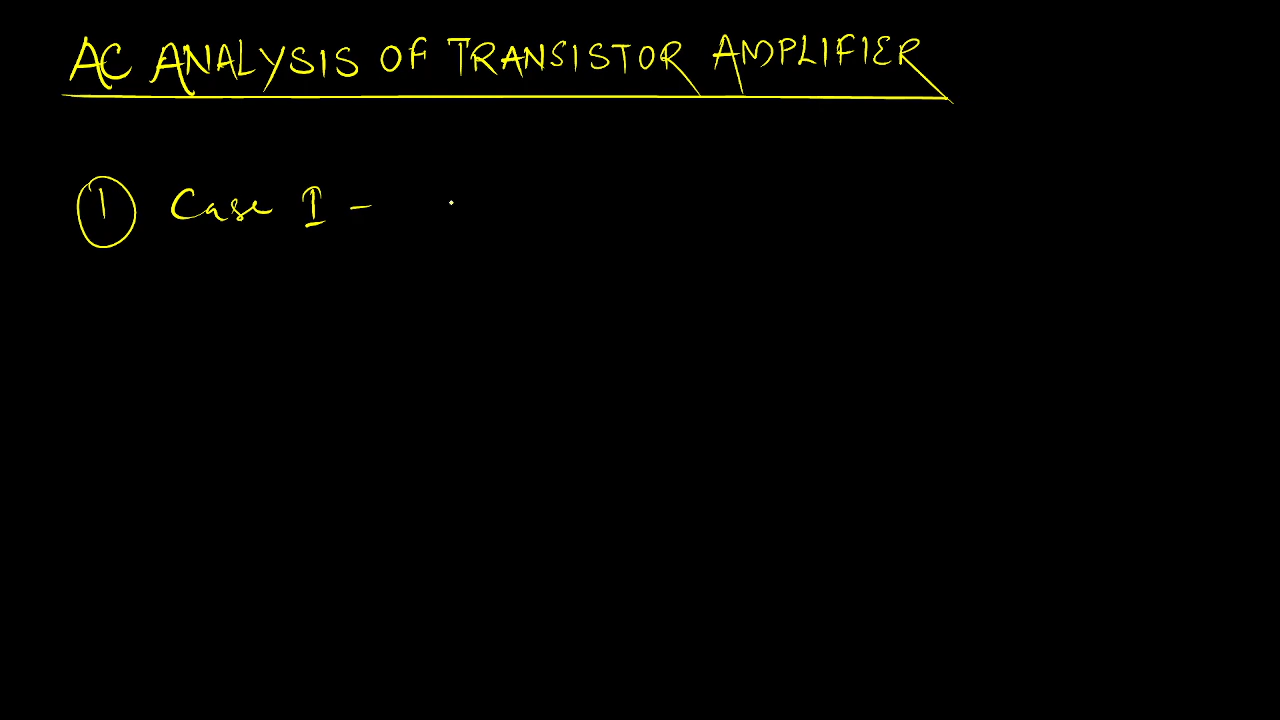 AC ANALYSIS OF TRANSISTOR AMPLIFIER
1 Case I -